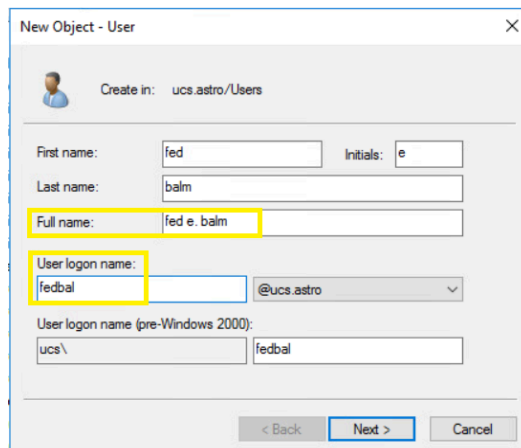 New Object - User
Create in: ucs.astro/Users
First name: fed Initials: e
Last name: balm
Full name: fed e. balm
User logon name:
fedbal @ucs.astro
User logon name (pre-Windows 2000):
ucs\ fedbal
< Back Next > Cancel